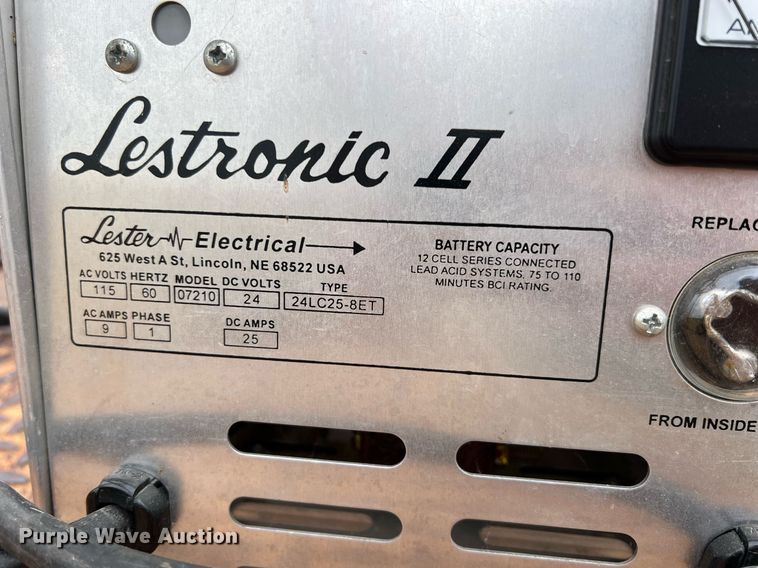 AM
Lestronic II
REPLAC
Lester Electrical
625 West A St, Lincoln, NE 68522 USA
AC VOLTS HERTZ MODEL DC VOLTS TYPE
115 60 07210 24 24LC25-8ET
AC AMPS PHASE DC AMPS
9 1 25
BATTERY CAPACITY
12 CELL SERIES CONNECTED
LEAD ACID SYSTEMS, 75 TO 110
MINUTES BCI RATING.
FROM INSIDE
Purple Wave Auction